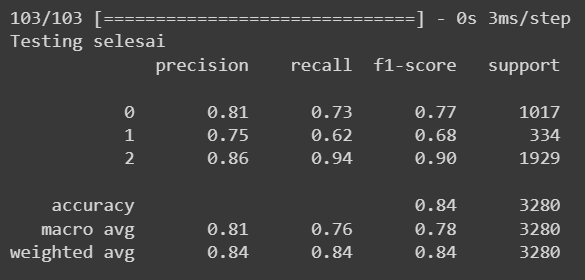 103/103 [==============================] - 0s 3ms/step
Testing selesai
              precision    recall  f1-score   support

           0       0.81      0.73      0.77      1017
           1       0.75      0.62      0.68       334
           2       0.86      0.94      0.90      1929

    accuracy                           0.84      3280
   macro avg       0.81      0.76      0.78      3280
weighted avg       0.84      0.84      0.84      3280